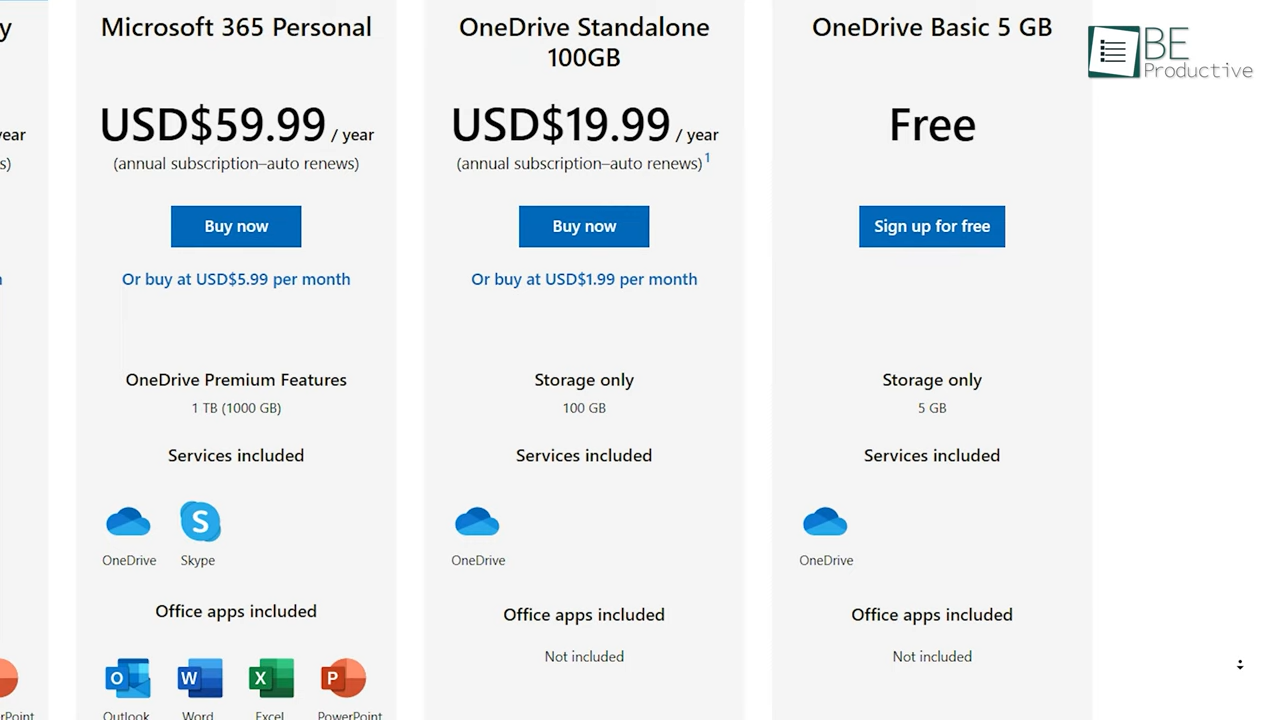 y
ear
s)
Microsoft 365 Personal
USD$59.99 / year
(annual subscription–auto renews)
Buy now
Or buy at USD$5.99 per month
OneDrive Premium Features
1 TB (1000 GB)
Services included
OneDrive
Skype
Office apps included
Outlook
Word
Excel
PowerPoint
OneDrive Standalone
100GB
USD$19.99 / year
(annual subscription–auto renews)1
Buy now
Or buy at USD$1.99 per month
Storage only
100 GB
Services included
OneDrive
Office apps included
Not included
OneDrive Basic 5 GB
Free
Sign up for free
Storage only
5 GB
Services included
OneDrive
Office apps included
Not included
BE
Productive